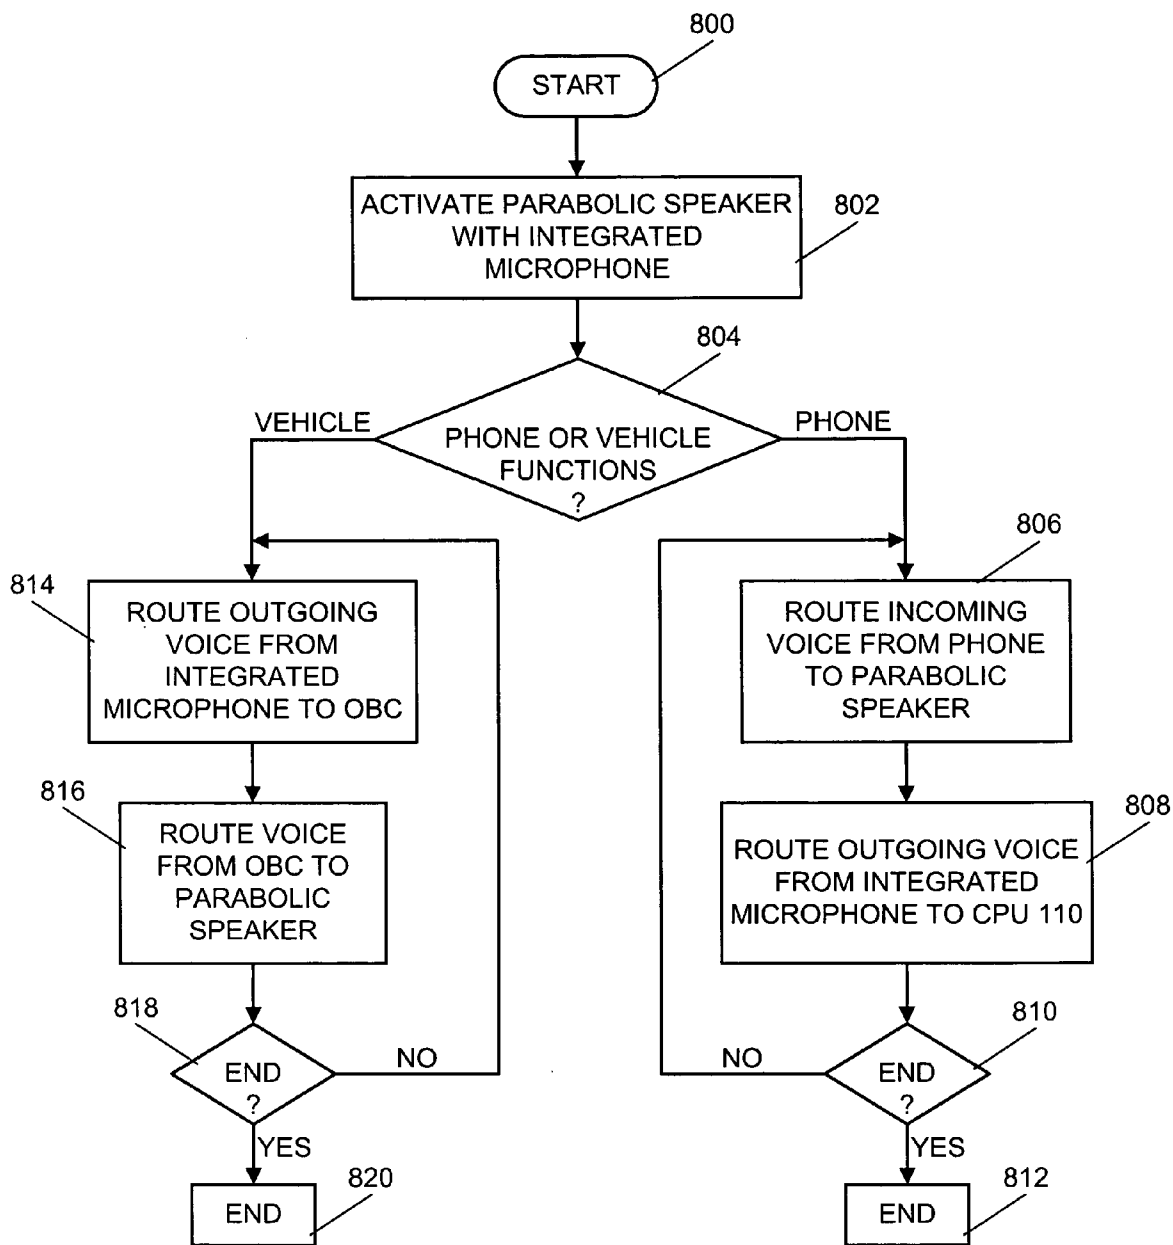 800
START
ACTIVATE PARABOLIC SPEAKER
WITH INTEGRATED
MICROPHONE
802
804
VEHICLE
PHONE
PHONE OR VEHICLE
FUNCTIONS
?
814
ROUTE OUTGOING
VOICE FROM
INTEGRATED
MICROPHONE TO OBC
806
ROUTE INCOMING
VOICE FROM PHONE
TO PARABOLIC
SPEAKER
816
ROUTE VOICE
FROM OBC TO
PARABOLIC
SPEAKER
808
ROUTE OUTGOING VOICE
FROM INTEGRATED
MICROPHONE TO CPU 110
818
END
?
NO
YES
810
END
?
NO
YES
820
END
812
END